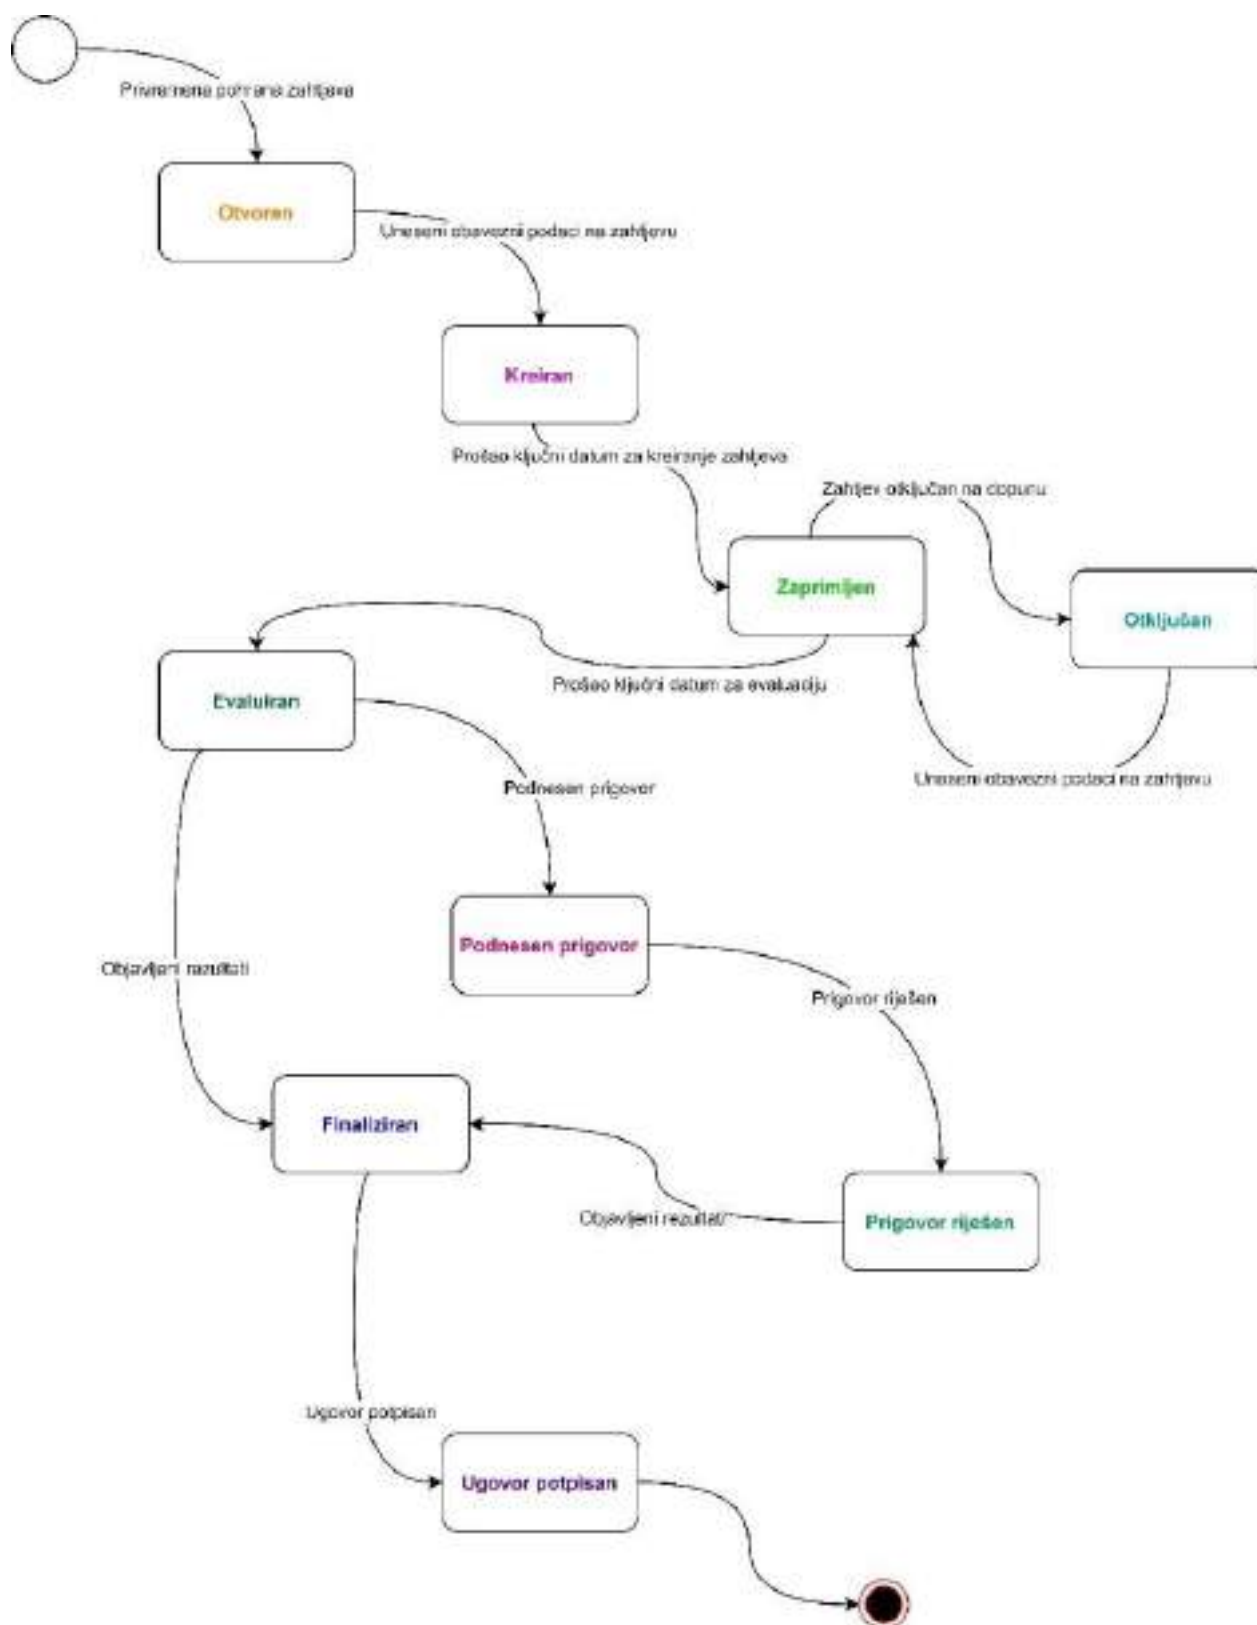 Privremena pohrana zahtjeva
Otvoren
Uneseni obavezni podaci na zahtjevu
Kreiran
Prošao ključni datum za kreiranje zahtjeva
Zahtjev otključan na dopunu
Zaprimljen
Otključan
Prošao ključni datum za evaluaciju
Evaluiran
Uneseni obavezni podaci na zahtjevu
Podnesen prigovor
Podnesen prigovor
Objavljeni rezultati
Prigovor riješen
Finaliziran
Objavljeni rezultati
Prigovor riješen
Ugovor potpisan
Ugovor potpisan